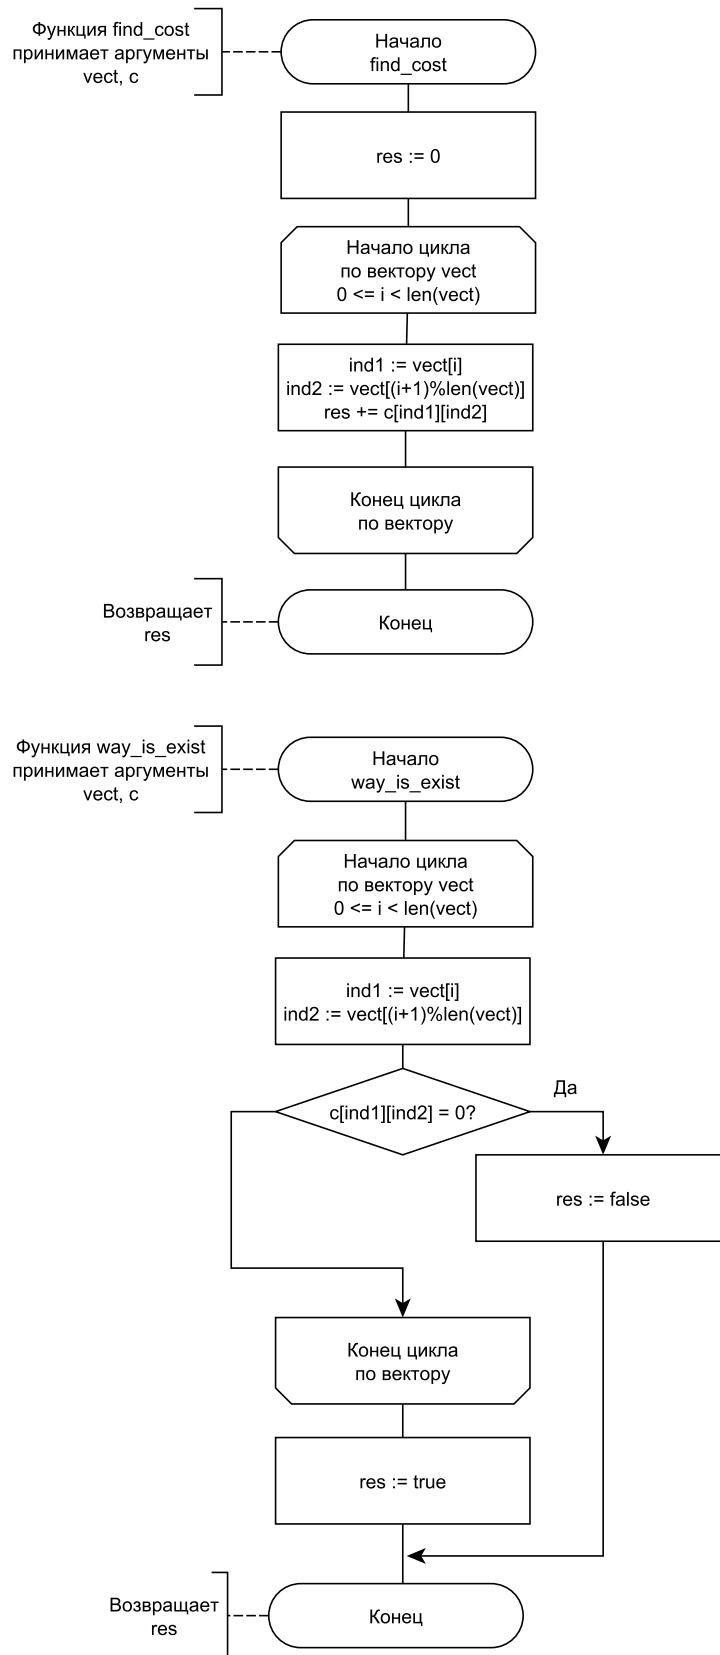 Функция find_cost
принимает аргументы
vect, c
Начало
find_cost
res := 0
Начало цикла
по вектору vect
0 <= i < len(vect)
ind1 := vect[i]
ind2 := vect[(i+1)%len(vect)]
res += c[ind1][ind2]
Конец цикла
по вектору
Возвращает
res
Конец
Функция way_is_exist
принимает аргументы
vect, c
Начало
way_is_exist
Начало цикла
по вектору vect
0 <= i < len(vect)
ind1 := vect[i]
ind2 := vect[(i+1)%len(vect)]
c[ind1][ind2] = 0?
Да
res := false
Конец цикла
по вектору
res := true
Возвращает
res
Конец